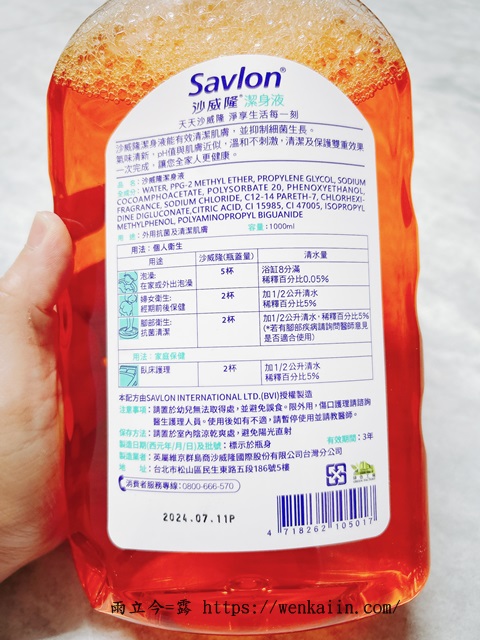 Savlon®
沙威隆®潔身液
天天沙威隆 淨享生活每一刻
沙威隆潔身液能有效清潔肌膚，並抑制細菌生長。
氣味清新，pH值與肌膚近似，溫和不刺激，清潔及保護雙重效果
一次完成，讓您全家人更健康。
品 名：沙威隆潔身液
全成分：WATER, PPG-2 METHYL ETHER, PROPYLENE GLYCOL, SODIUM
COCOAMPHOACETATE, POLYSORBATE 20, PHENOXYETHANOL,
FRAGRANCE, SODIUM CHLORIDE, C12-14 PARETH-7, CHLORHEXI-
DINE DIGLUCONATE,CITRIC ACID, CI 15985, CI 47005, ISOPROPYL
METHYLPHENOL, POLYAMINOPROPYL BIGUANIDE
用 途：外用抗菌及清潔肌膚 容量：1000ml
用法：個人衛生
用途 沙威隆(瓶蓋量) 清水量
泡澡: 在家或外出泡澡 5杯 浴缸8分滿 稀釋百分比0.05%
婦女衛生: 經期前後保健 2杯 加1/2公升清水 稀釋百分比5%
腳部衛生: 抗菌清潔 2杯 加1/2公升清水，稀釋百分比5% (*若有腳部疾病請詢問醫師意見是否適合使用)
用法：家庭保健
臥床護理 2杯 加1/2公升清水 稀釋百分比5%
本配方由SAVLON INTERNATIONAL LTD.(BVI)授權製造
注意事項：請置於幼兒無法取得處，並避免誤食。限外用，傷口護理請諮詢
醫生護理人員。使用後如有不適，請暫停使用並請教醫師。
保存方法：請置於室內陰涼乾爽處，避免陽光直射
製造日期(西元年/月/日)及批號：標示於瓶身 有效期間：3年
製造業者：英屬維京群島商沙威隆國際股份有限公司台灣分公司
地 址：台北市松山區民生東路五段186號5樓
消費者服務專線：0800-666-570
2024.07.11P
4 718262 105017
雨立今=露 https://wenkaiin.com/